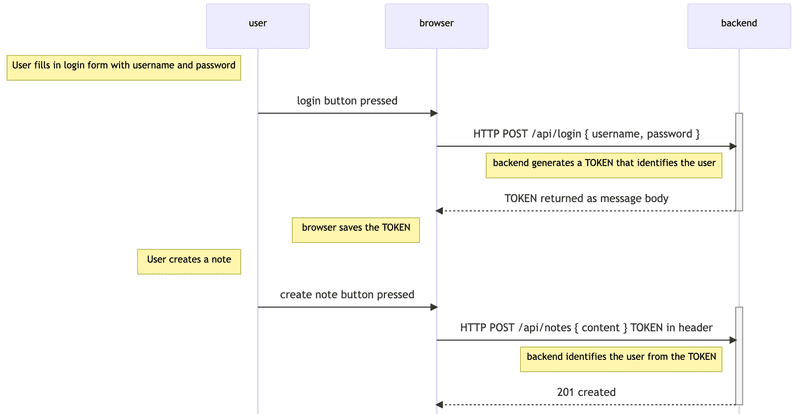 user
browser
backend
User fills in login form with username and password
login button pressed
HTTP POST /api/login { username, password }
backend generates a TOKEN that identifies the user
TOKEN returned as message body
browser saves the TOKEN
User creates a note
create note button pressed
HTTP POST /api/notes { content } TOKEN in header
backend identifies the user from the TOKEN
201 created